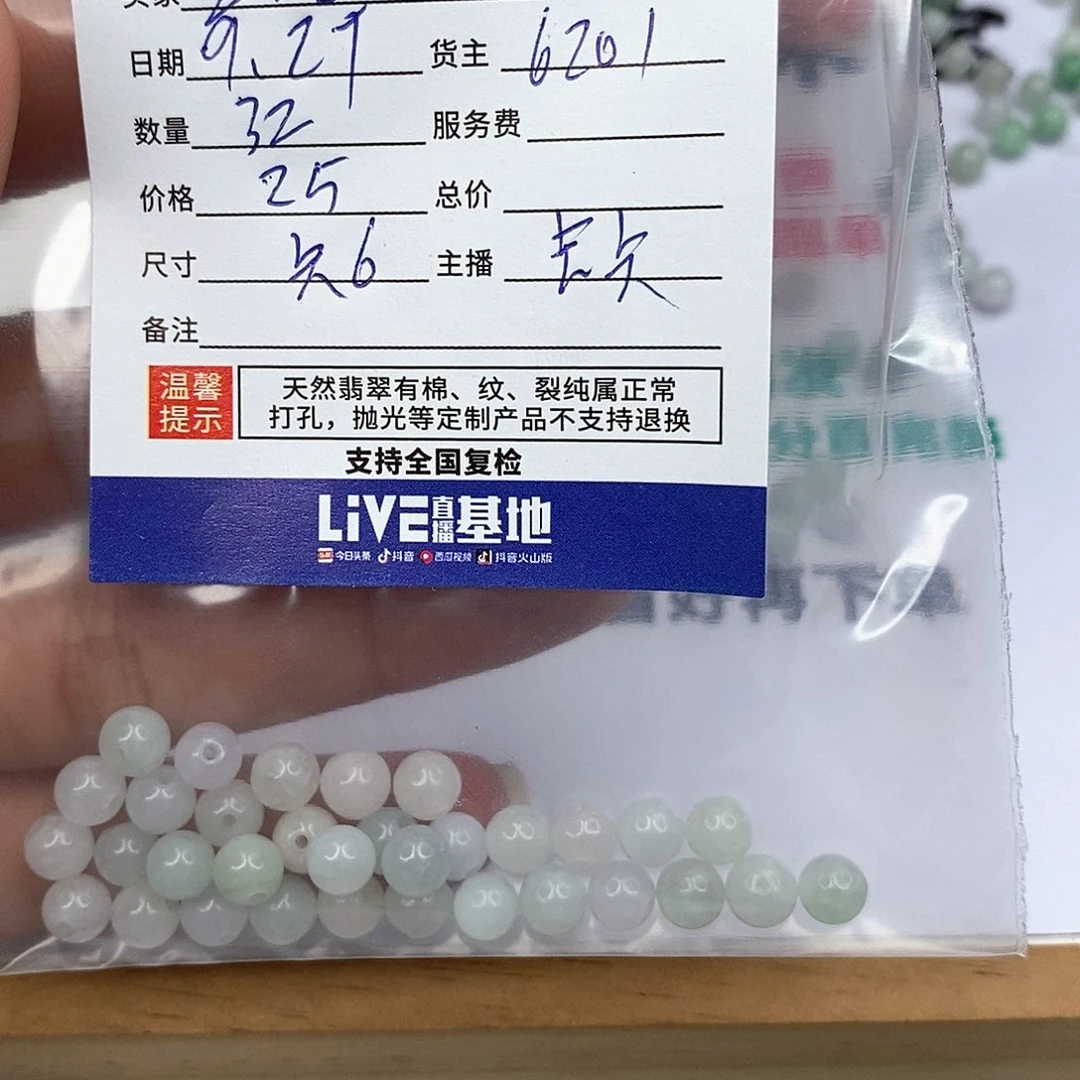 日期 9.29 货主 6201
数量 32 服务费
价格 25 总价
尺寸 6 主播
备注
温馨提示
天然翡翠有棉、纹、裂纯属正常
打孔，抛光等定制产品不支持退换
支持全国复检
LiVE直播基地
今日头条 抖音 西瓜视频 抖音火山版